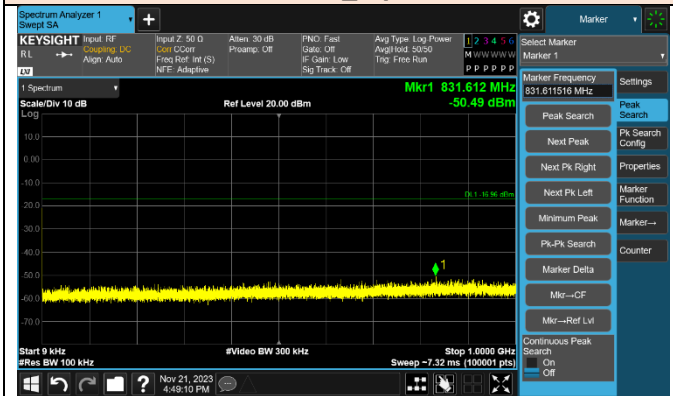 Spectrum Analyzer 1
Swept SA
+
Marker
KEYSIGHT
RL
LXI
Input: RF
Coupling: DC
Align: Auto
Input Z: 50 Ω
Corr CCorr
Freq Ref: Int (S)
NFE: Adaptive
Atten: 30 dB
Preamp: Off
PNO: Fast
Gate: Off
IF Gain: Low
Sig Track: Off
Avg Type: Log-Power
Avg|Hold: 50/50
Trig: Free Run
1 2 3 4 5 6
M W W W W W
P P P P P P
Select Marker
Marker 1
1 Spectrum
Scale/Div 10 dB
Log
Ref Level 20.00 dBm
Mkr1 831.612 MHz
-50.49 dBm
10.0
0.00
-10.0
-20.0
-30.0
-40.0
-50.0
-60.0
-70.0
DL1 -16.96 dBm
1
Start 9 kHz
#Res BW 100 kHz
#Video BW 300 kHz
Stop 1.0000 GHz
Sweep ~7.32 ms (100001 pts)
Marker Frequency
831.611516 MHz
Peak Search
Next Peak
Next Pk Right
Next Pk Left
Minimum Peak
Pk-Pk Search
Marker Delta
Mkr→CF
Mkr→Ref Lvl
Continuous Peak
Search
On
Off
Settings
Peak
Search
Pk Search
Config
Properties
Marker
Function
Marker→
Counter
?
Nov 21, 2023
4:49:10 PM